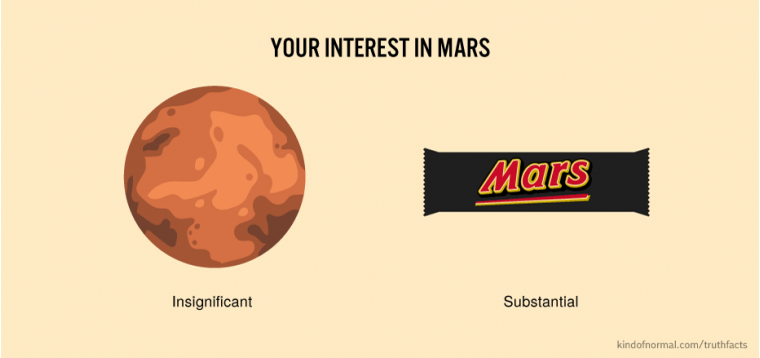 YOUR INTEREST IN MARS
Mars
Insignificant
Substantial
kindofnormal.com/truthfacts